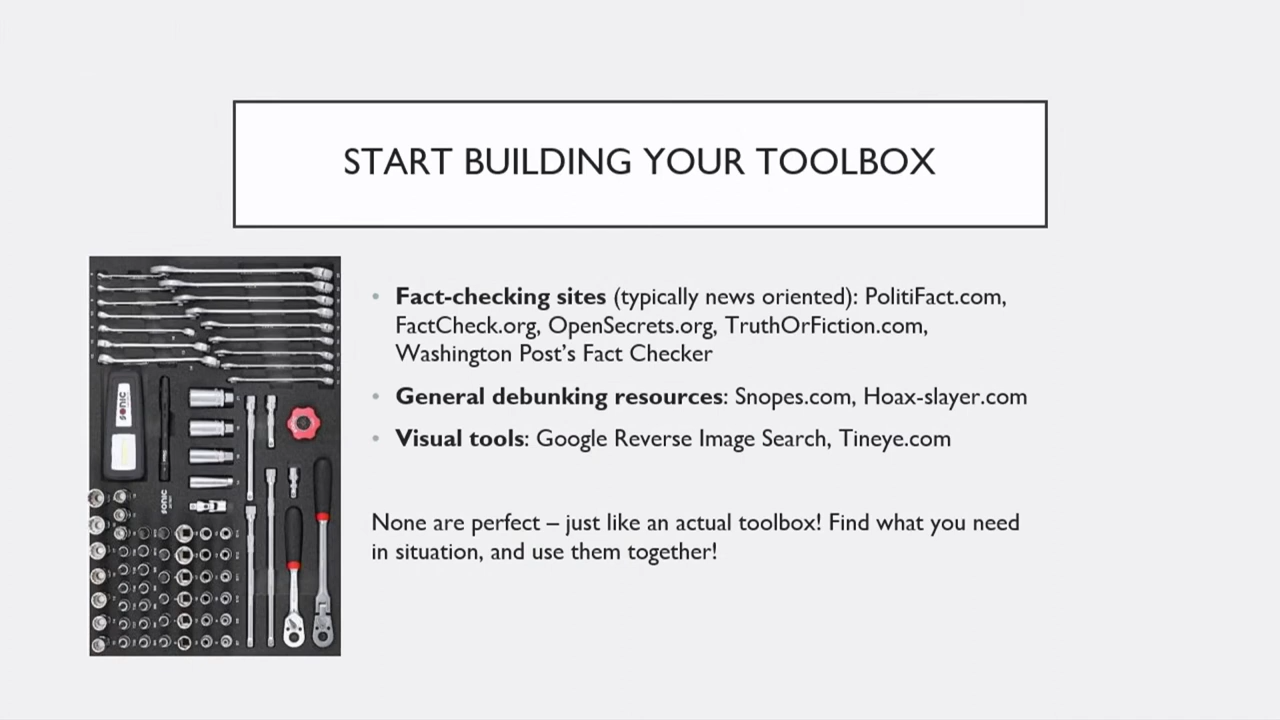 START BUILDING YOUR TOOLBOX
• Fact-checking sites (typically news oriented): PolitiFact.com,
FactCheck.org, OpenSecrets.org, TruthOrFiction.com,
Washington Post's Fact Checker
• General debunking resources: Snopes.com, Hoax-slayer.com
• Visual tools: Google Reverse Image Search, Tineye.com
None are perfect – just like an actual toolbox! Find what you need
in situation, and use them together!
SONIC
SONIC